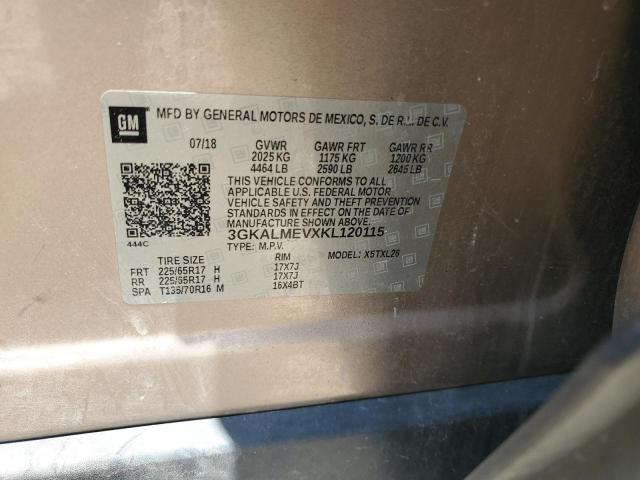 GM
MFD BY GENERAL MOTORS DE MEXICO, S. DE R.L. DE C.V.
07/18 GVWR GAWR FRT GAWR RR
2025 KG 1175 KG 1200 KG
4464 LB 2590 LB 2645 LB
THIS VEHICLE CONFORMS TO ALL
APPLICABLE U.S. FEDERAL MOTOR
VEHICLE SAFETY AND THEFT PREVENTION
STANDARDS IN EFFECT ON THE DATE OF
MANUFACTURE SHOWN ABOVE.
444C 3GKALMEVXKL120115
TYPE: M.P.V. MODEL: X5TXL26
TIRE SIZE RIM
FRT 225/65R17 H 17X7J
RR 225/65R17 H 17X7J
SPA T135/70R16 M 16X4BT